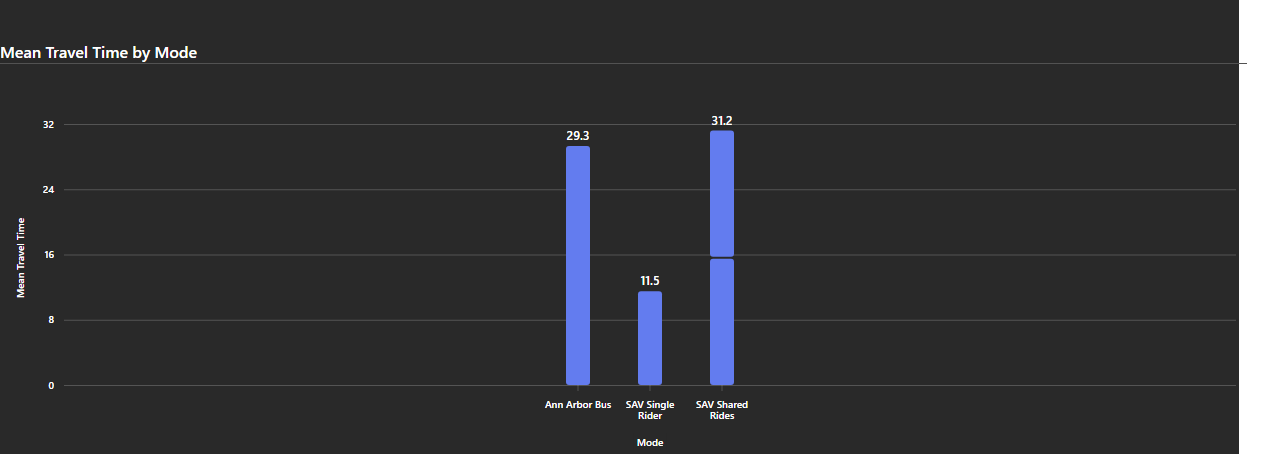 Mean Travel Time by Mode
Mean Travel Time
32
24
16
8
0
29.3
11.5
31.2
Ann Arbor Bus
SAV Single
Rider
SAV Shared
Rides
Mode